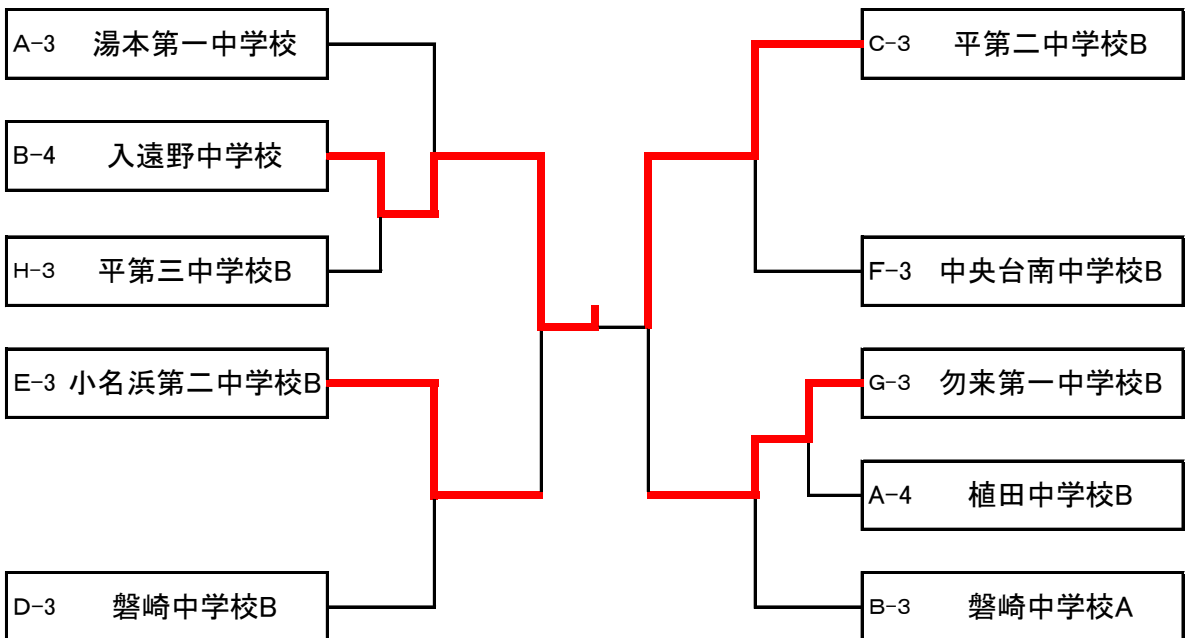 A-3 湯本第一中学校
B-4 入遠野中学校
H-3 平第三中学校B
E-3 小名浜第二中学校B
D-3 磐崎中学校B
C-3 平第二中学校B
F-3 中央台南中学校B
G-3 勿来第一中学校B
A-4 植田中学校B
B-3 磐崎中学校A